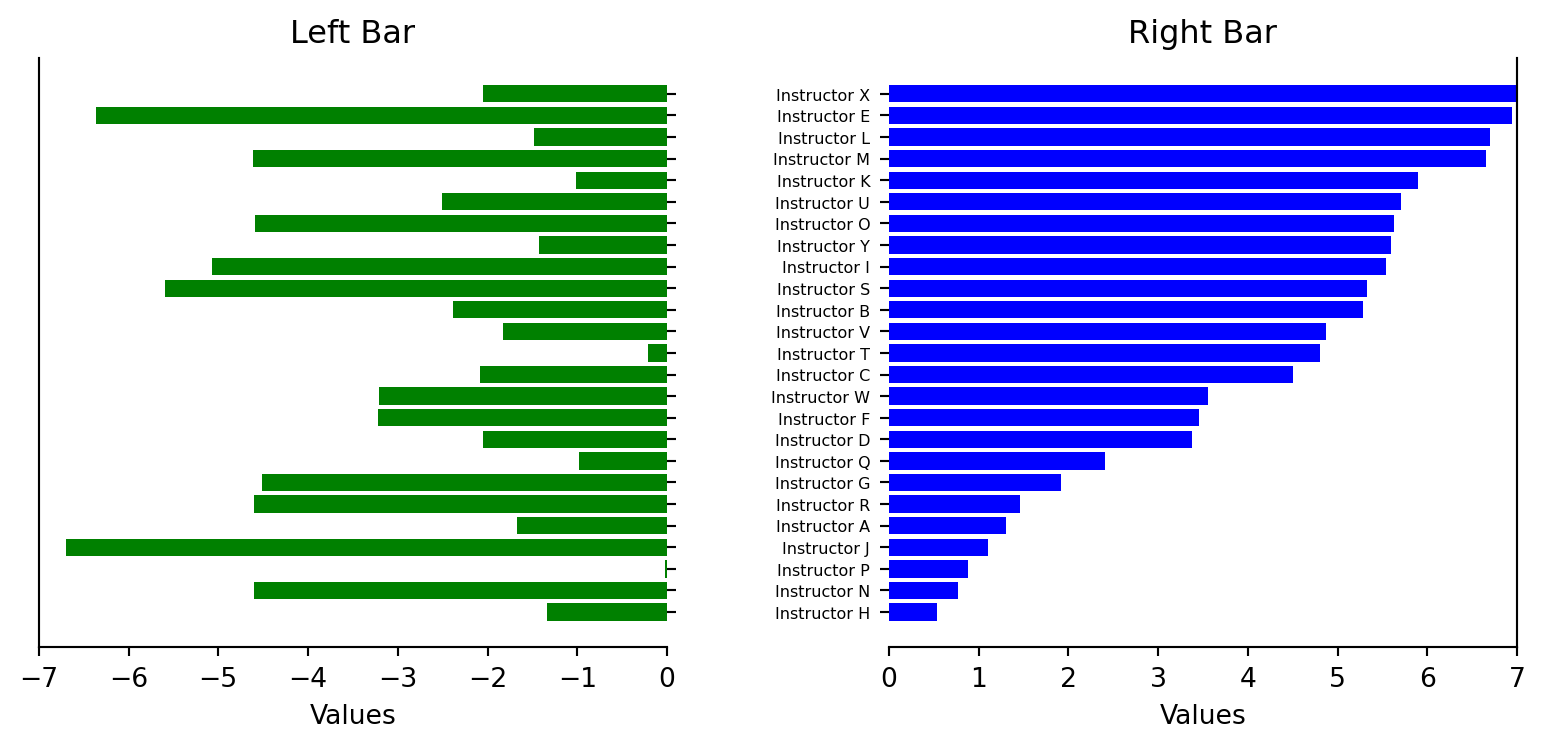 Left Bar
Right Bar
Instructor X
Instructor E
Instructor L
Instructor M
Instructor K
Instructor U
Instructor O
Instructor Y
Instructor I
Instructor S
Instructor B
Instructor V
Instructor T
Instructor C
Instructor W
Instructor F
Instructor D
Instructor Q
Instructor G
Instructor R
Instructor A
Instructor J
Instructor P
Instructor N
Instructor H
−7 −6 −5 −4 −3 −2 −1 0
0 1 2 3 4 5 6 7
Values
Values